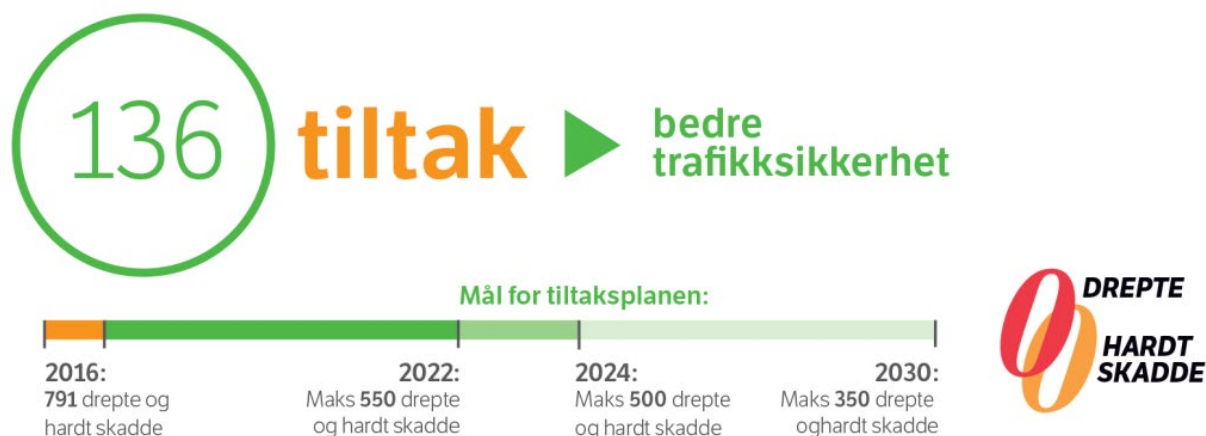 136 tiltak
bedre
trafikksikkerhet
Mål for tiltaksplanen:
2016:
791 drepte og
hardt skadde
2022:
Maks 550 drepte
og hardt skadde
2024:
Maks 500 drepte
og hardt skadde
2030:
Maks 350 drepte
oghardt skadde
0 DREPTE
0 HARDT
SKADDE